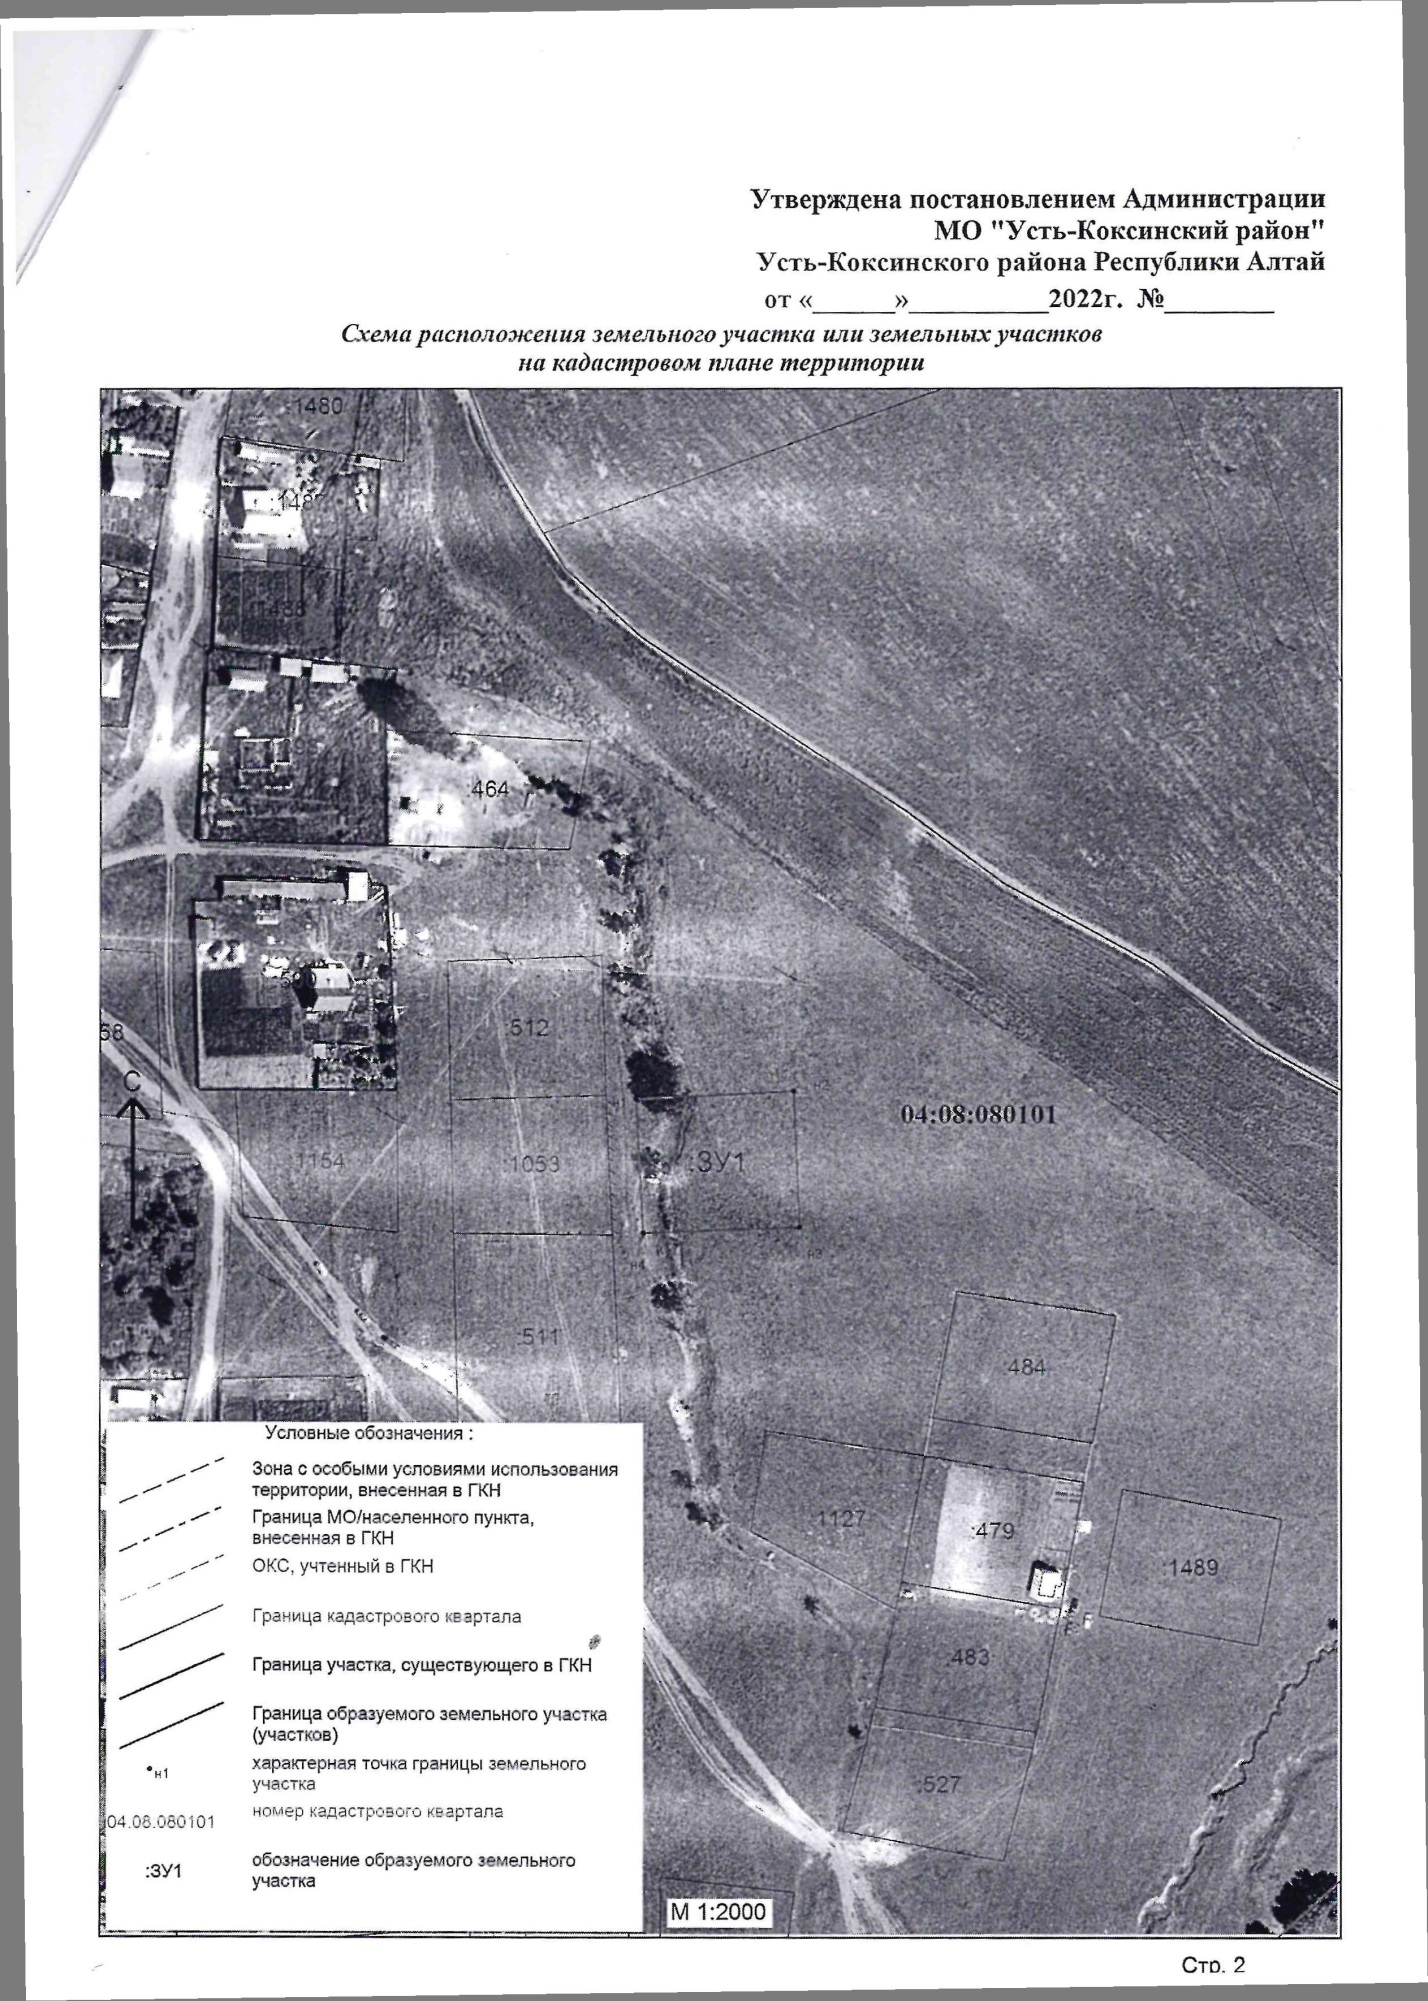 Утверждена постановлением Администрации
МО "Усть-Коксинский район"
Усть-Коксинского района Республики Алтай
от «______»__________2022г. №________
Схема расположения земельного участка или земельных участков
на кадастровом плане территории
:1480
:464
:512
58
С
04:08:080101
:1154
:1053
:ЗУ1
н3
н4
:511
:484
:1127
:479
:1489
:483
:527
Условные обозначения :
Зона с особыми условиями использования
территории, внесенная в ГКН
Граница МО/населенного пункта,
внесенная в ГКН
ОКС, учтенный в ГКН
Граница кадастрового квартала
Граница участка, существующего в ГКН
Граница образуемого земельного участка
(участков)
н1 характерная точка границы земельного
участка
04.08.080101 номер кадастрового квартала
:ЗУ1 обозначение образуемого земельного
участка
М 1:2000
Стр. 2